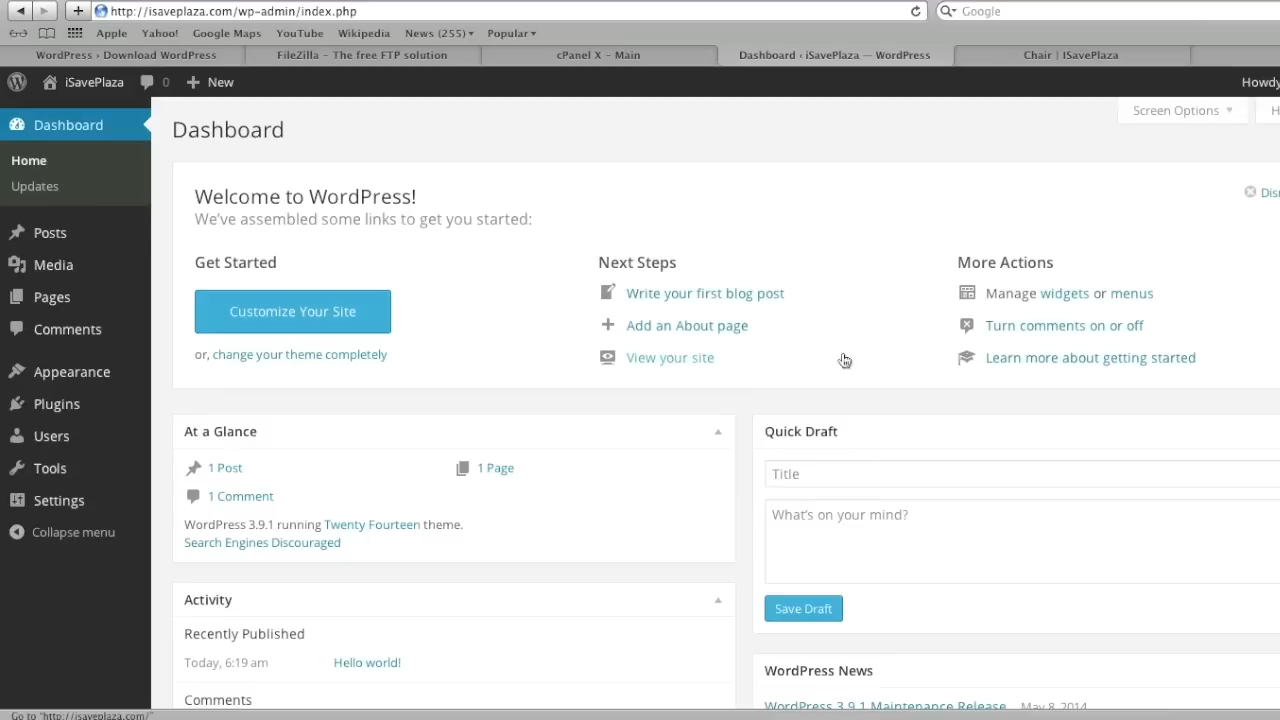 http://isaveplaza.com/wp-admin/index.php
Google
Apple Yahoo! Google Maps YouTube Wikipedia News (255) Popular
WordPress › Download WordPress FileZilla - The free FTP solution cPanel X - Main Dashboard ‹ iSavePlaza — WordPress Chair | ISavePlaza
iSavePlaza 0 New Howdy
Dashboard
Home
Updates
Posts
Media
Pages
Comments
Appearance
Plugins
Users
Tools
Settings
Collapse menu
Screen Options H
Dashboard
Welcome to WordPress!
We've assembled some links to get you started:
Dis
Get Started
Customize Your Site
or, change your theme completely
Next Steps
Write your first blog post
Add an About page
View your site
More Actions
Manage widgets or menus
Turn comments on or off
Learn more about getting started
At a Glance
1 Post 1 Page
1 Comment
WordPress 3.9.1 running Twenty Fourteen theme.
Search Engines Discouraged
Activity
Recently Published
Today, 6:19 am Hello world!
Comments
Quick Draft
Title
What's on your mind?
Save Draft
WordPress News
WordPress 3.9.1 Maintenance Release May 8, 2014
Go to "http://isaveplaza.com/"